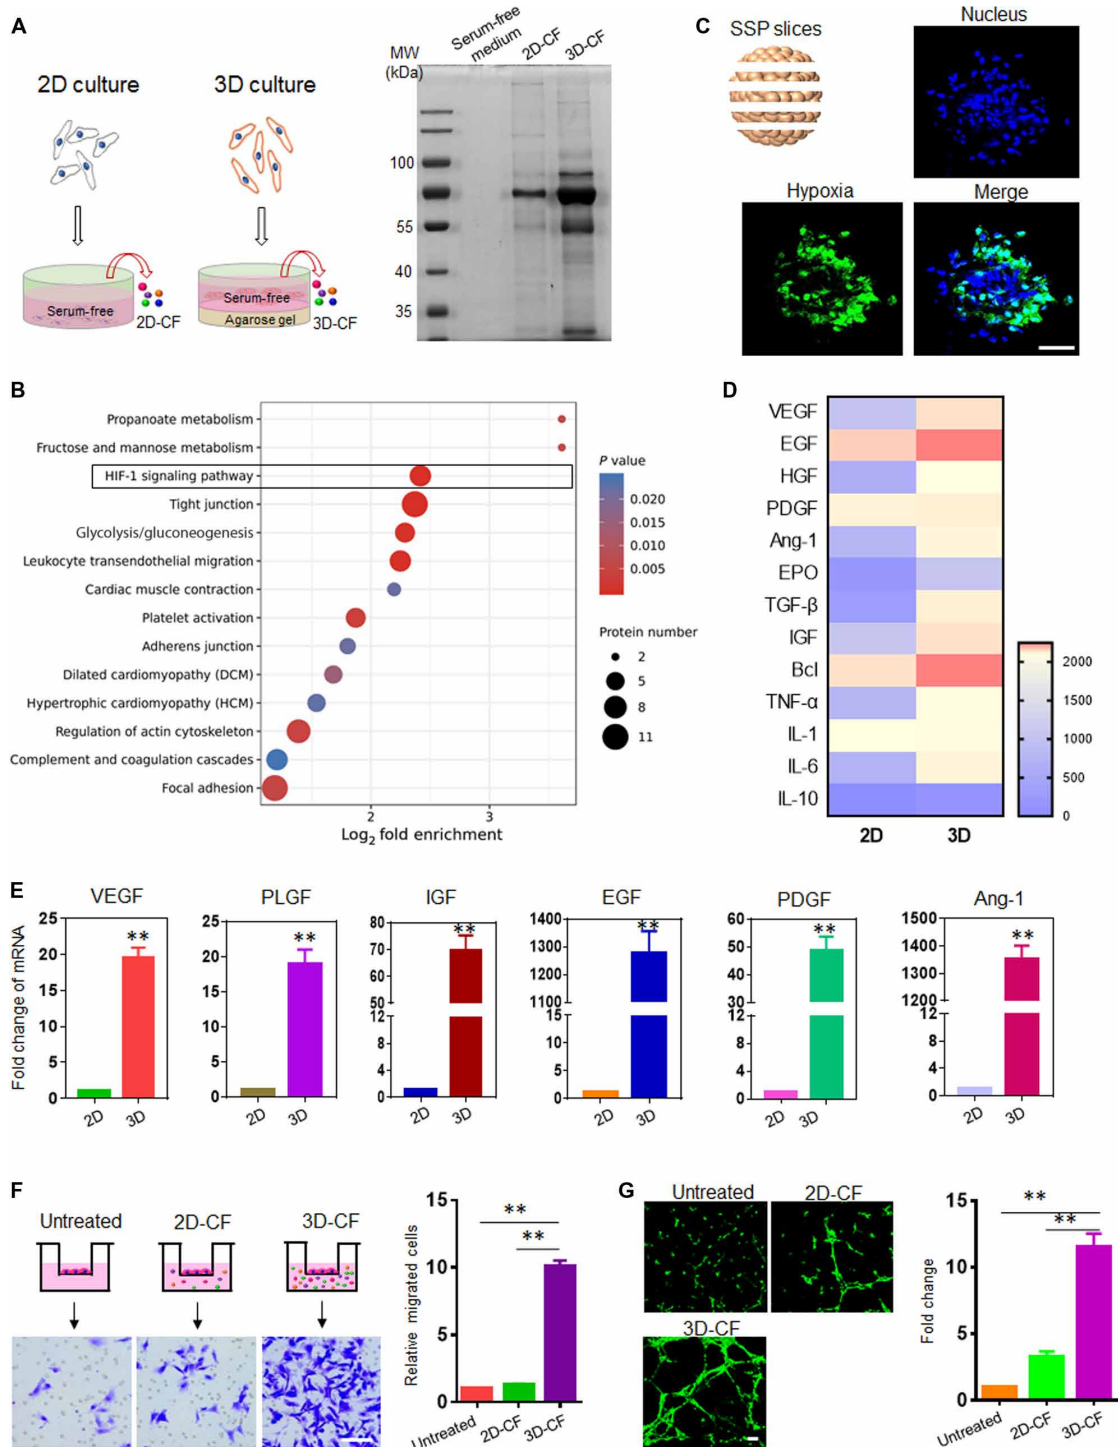 A
2D culture
3D culture
Serum-free
2D-CF
Serum-free
Agarose gel
3D-CF
MW
(kDa)
Serum-free
medium
2D-CF
3D-CF
100
55
40
35
C
SSP slices
Nucleus
Hypoxia
Merge
B
Propanoate metabolism
Fructose and mannose metabolism
HIF-1 signaling pathway
Tight junction
Glycolysis/gluconeogenesis
Leukocyte transendothelial migration
Cardiac muscle contraction
Platelet activation
Adherens junction
Dilated cardiomyopathy (DCM)
Hypertrophic cardiomyopathy (HCM)
Regulation of actin cytoskeleton
Complement and coagulation cascades
Focal adhesion
2 3
Log2 fold enrichment
P value
0.020
0.015
0.010
0.005
Protein number
2
5
8
11
D
VEGF
EGF
HGF
PDGF
Ang-1
EPO
TGF-β
IGF
Bcl
TNF-α
IL-1
IL-6
IL-10
2D 3D
2000
1500
1000
500
0
E
Fold change of mRNA
VEGF
25
20
15
10
5
0
**
2D 3D
PLGF
25
20
15
10
5
0
**
2D 3D
IGF
80
70
60
50
12
8
4
0
**
2D 3D
EGF
1400
1300
1200
1100
15
10
5
0
**
2D 3D
PDGF
60
50
40
30
12
8
4
0
**
2D 3D
Ang-1
1500
1400
1300
1200
12
8
4
0
**
2D 3D
F
Untreated
2D-CF
3D-CF
Relative migrated cells
15
10
5
0
**
**
Untreated
2D-CF
3D-CF
G
Untreated
2D-CF
3D-CF
Fold change
15
10
5
0
**
**
Untreated
2D-CF
3D-CF